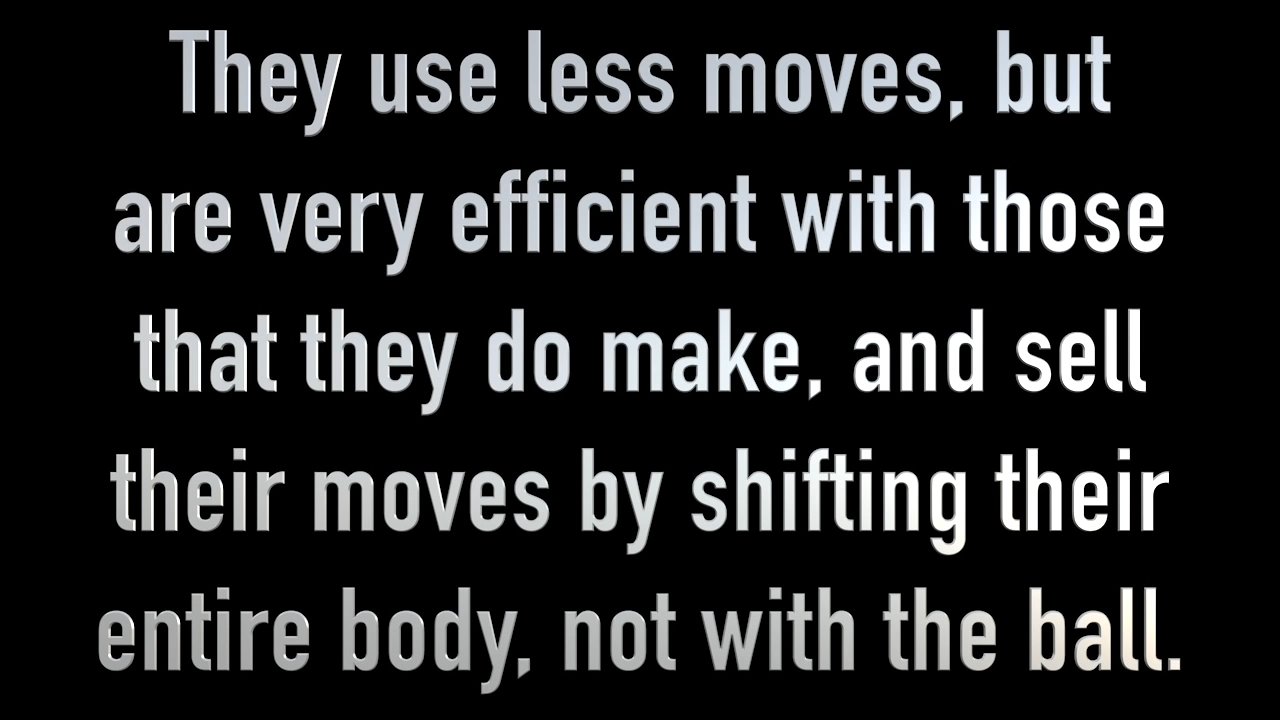 They use less moves, but
are very efficient with those
that they do make, and sell
their moves by shifting their
entire body, not with the ball.